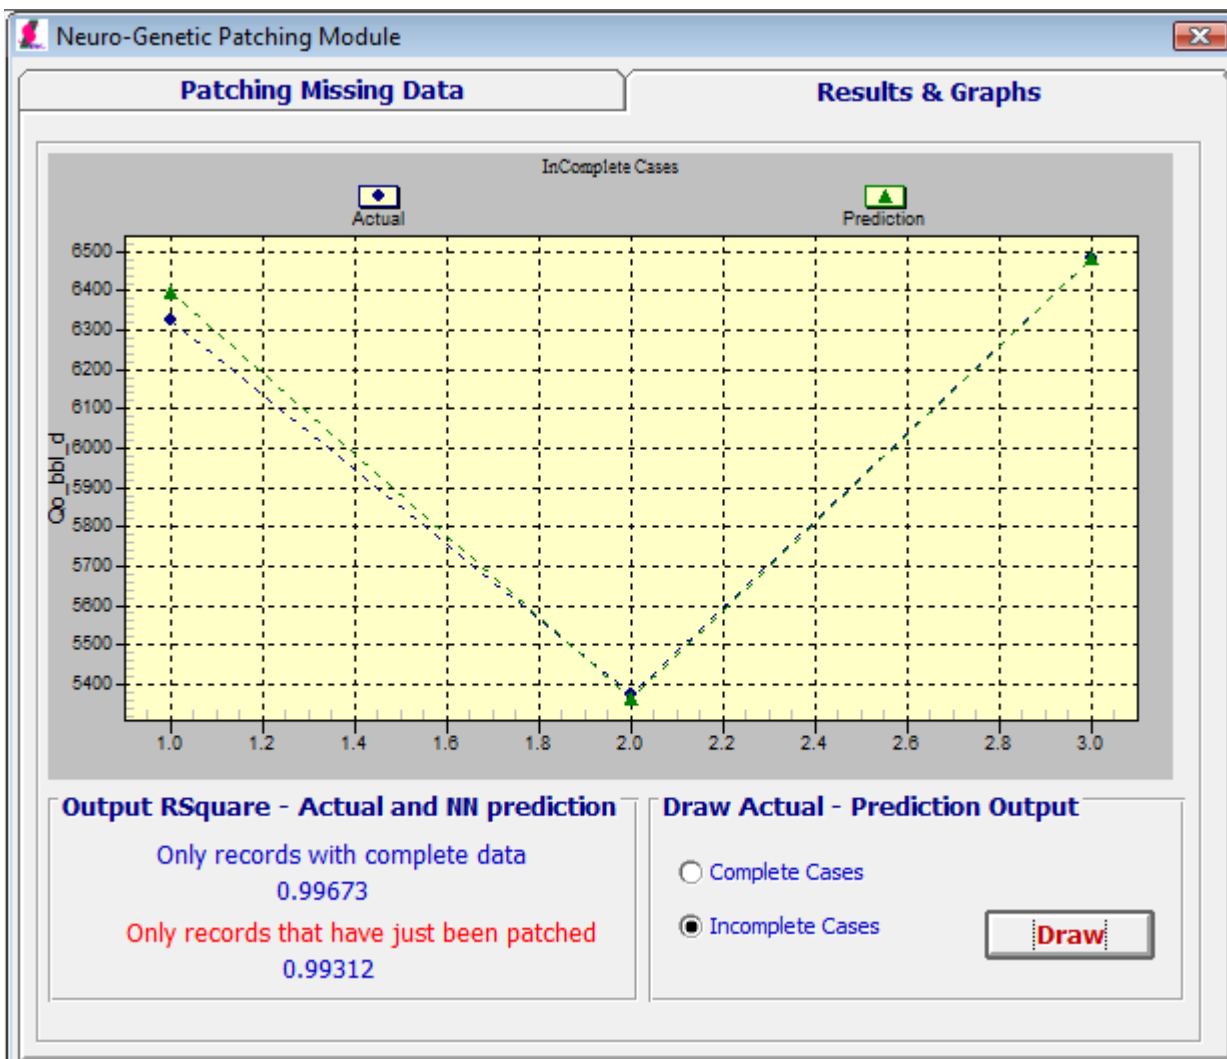 Neuro-Genetic Patching Module
Patching Missing Data
Results & Graphs
InComplete Cases
Actual
Prediction
Qo_bbl_d
6500
6400
6300
6200
6100
6000
5900
5800
5700
5600
5500
5400
1.0 1.2 1.4 1.6 1.8 2.0 2.2 2.4 2.6 2.8 3.0
Output RSquare - Actual and NN prediction
Only records with complete data
0.99673
Only records that have just been patched
0.99312
Draw Actual - Prediction Output
Complete Cases
Incomplete Cases
Draw